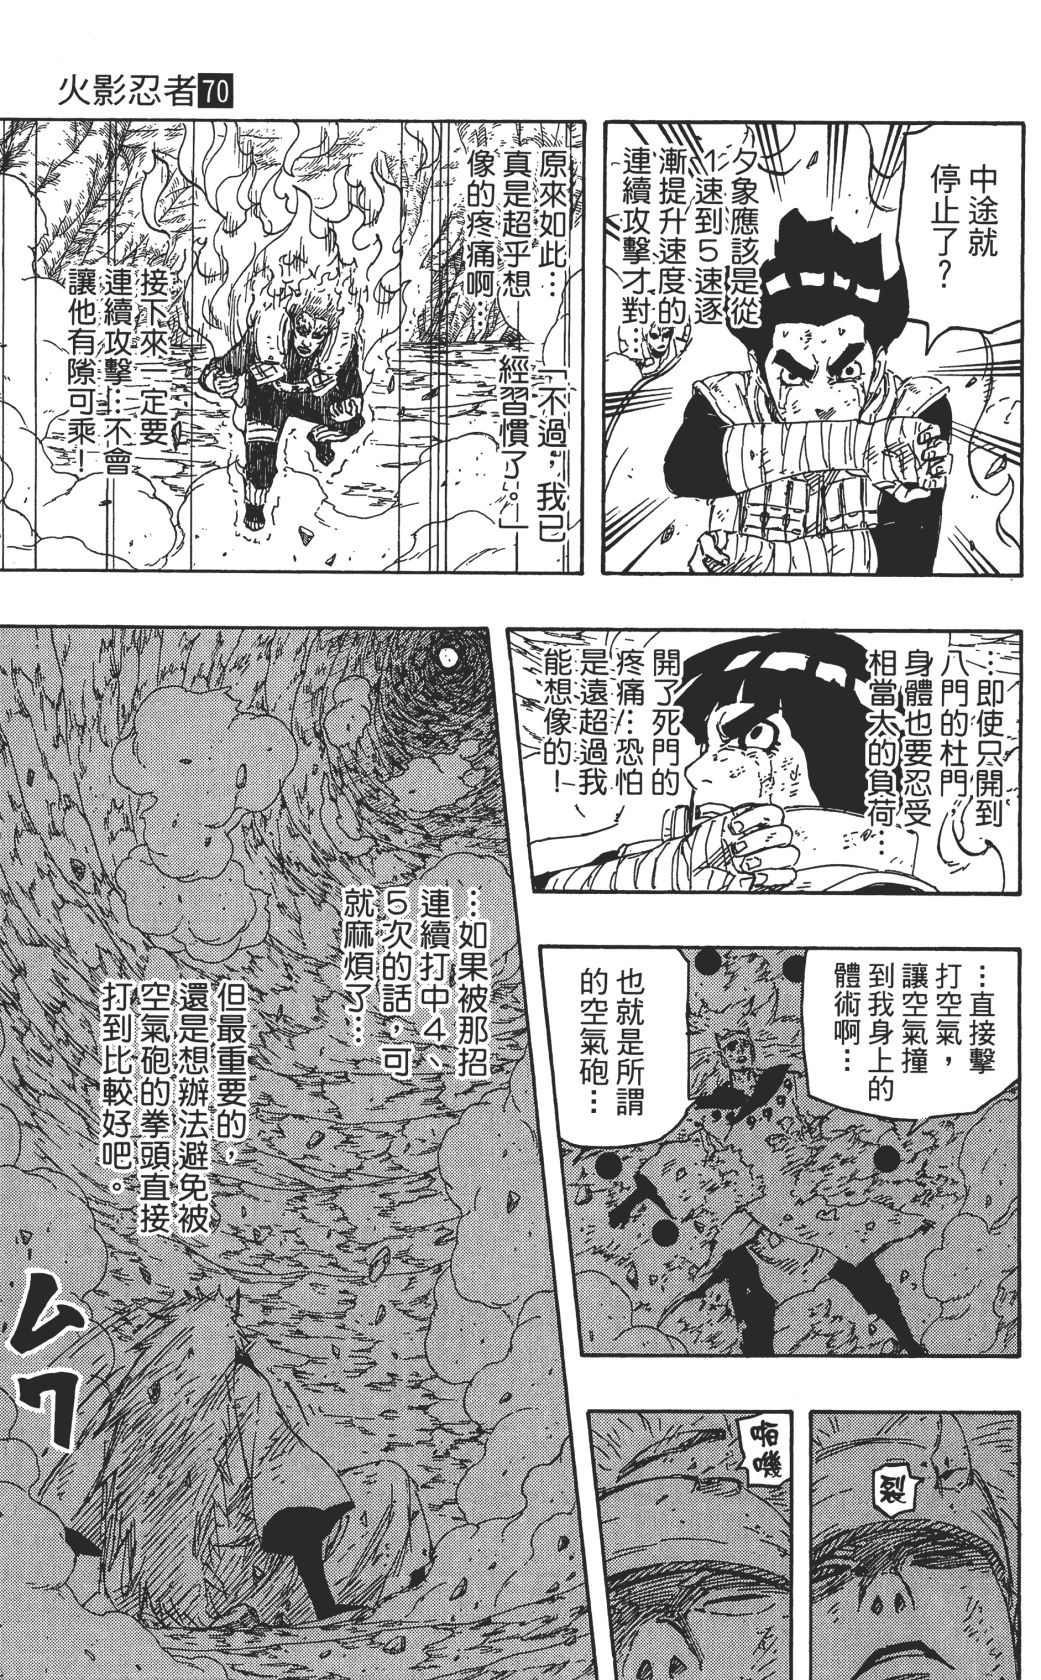 火影忍者70
中途就
停止了？
夕象應該是從
1速到5速逐
漸提升速度的
連續攻擊才對…
原來如此…
真是超乎想
像的疼痛啊…
「不過，我已
經習慣了。」
接下來一定要
連續攻擊…不會
讓他有隙可乘！
…即使只開到
八門的杜門
身體也要忍受
相當太的負荷…
開了死門的
疼痛…恐怕
是遠超過我
能想像的！
…直接擊
打空氣，
讓空氣撞
到我身上的
體術啊…
也就是所謂
的空氣砲…
…如果被那招
連續打中4、
5次的話，可
就麻煩了…
但最重要的，
還是想辦法避免被
空氣砲的拳頭直接
打到比較好吧。
ムワ
裂
啪嘰